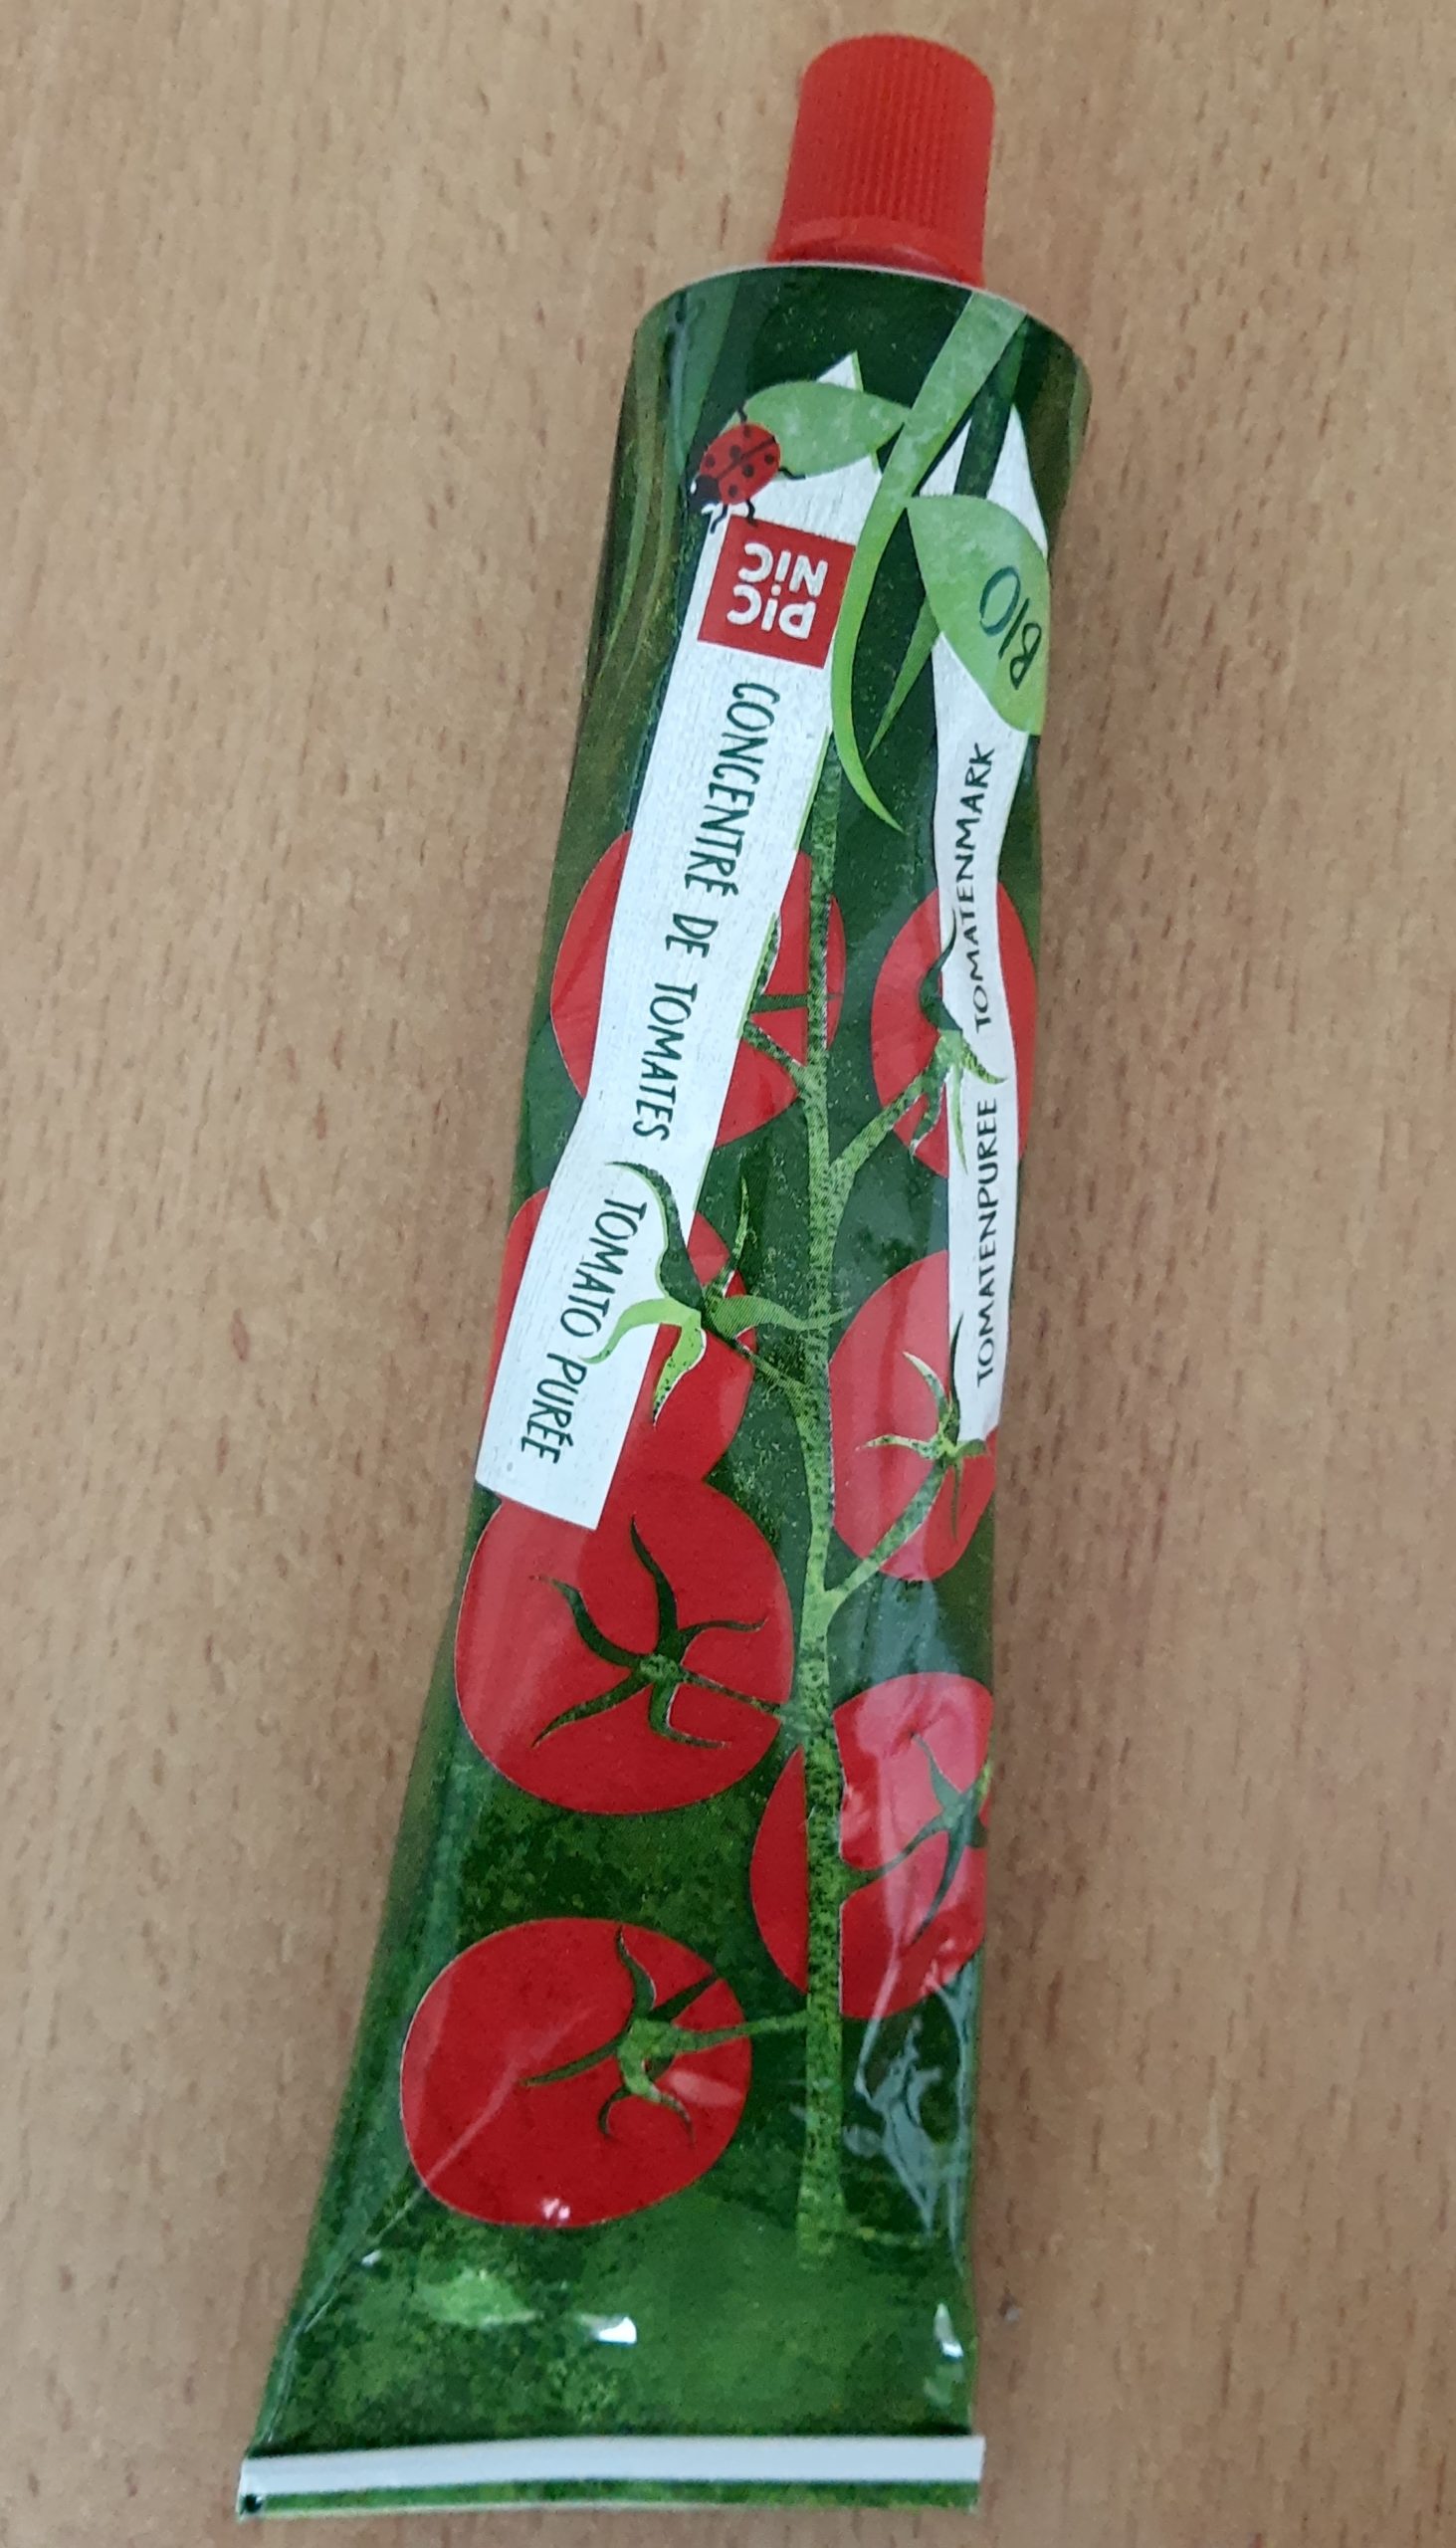 PIC
NIC
CONCENTRÉ DE TOMATES
TOMATO PURÉE
BIO
TOMATENMARK
TOMATENPUREE